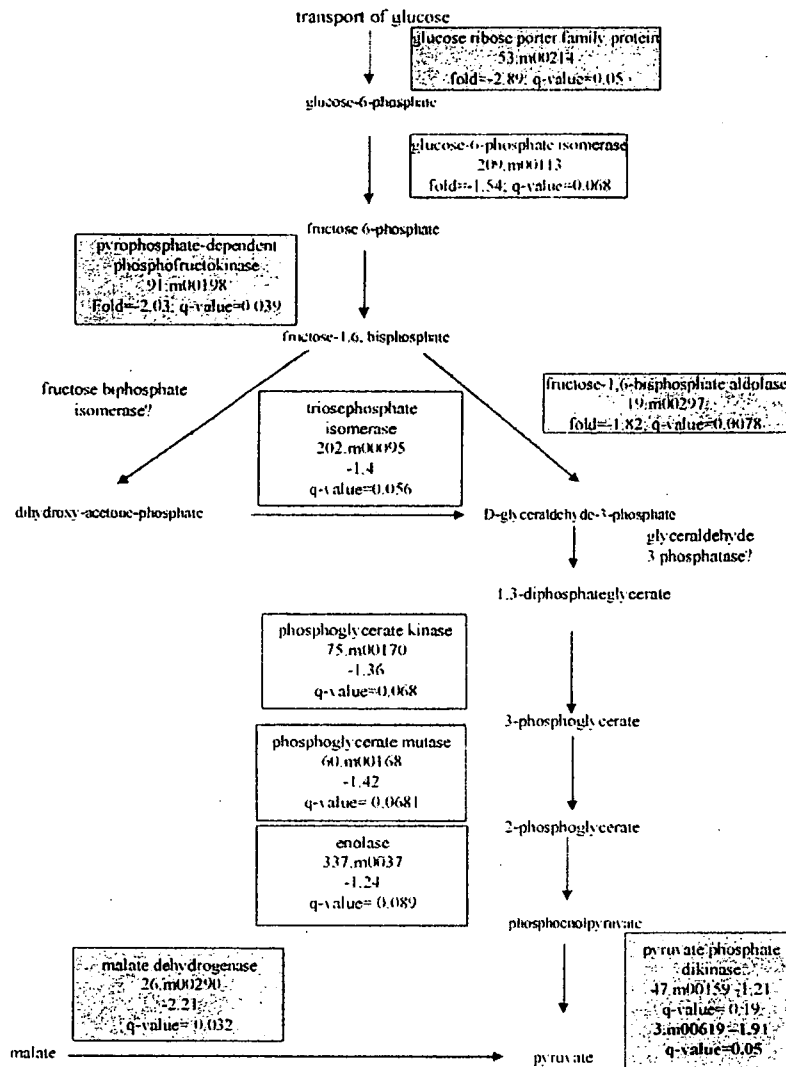 transport of glucose
glucose ribose porter family protein
53.m00214
fold=-2.89; q-value=0.05
glucose-6-phosphate
glucose-6-phosphate isomerase
209.m00113
fold=-1.54; q-value=0.068
fructose 6-phosphate
pyrophosphate-dependent
phosphofructokinase
91.m00198
Fold=-2.03; q-value=0.039
fructose-1,6, bisphosphate
fructose biphosphate
isomerase?
fructose-1,6-bisphosphate aldolase
19.m00297
fold=-1.82; q-value=0.0078
triosephosphate
isomerase
202.m00095
-1.4
q-value=0.056
dihydroxy-acetone-phosphate
D-glyceraldehyde-3-phosphate
glyceraldehyde
3 phosphatase?
1,3-diphosphateglycerate
phosphoglycerate kinase
75.m00170
-1.36
q-value=0.068
3-phosphoglycerate
phosphoglycerate mutase
60.m00168
-1.42
q-value= 0.0681
2-phosphoglycerate
enolase
337.m0037
-1.24
q-value= 0.089
phosphoenolpyruvate
malate dehydrogenase
26.m00290
-2.21
q-value= 0.032
pyruvate phosphate
dikinase
47.m00159 -1.21
q-value= 0.19
3.m00619 -1.91
q-value=0.05
malate
pyruvate